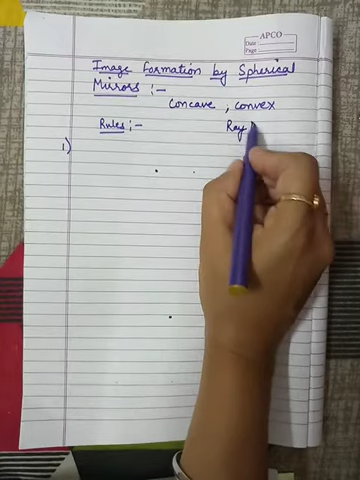 APCO
Date
Page
Image Formation by Spherical
Mirrors :-
Concave , convex
Rules :-
Ray
1)